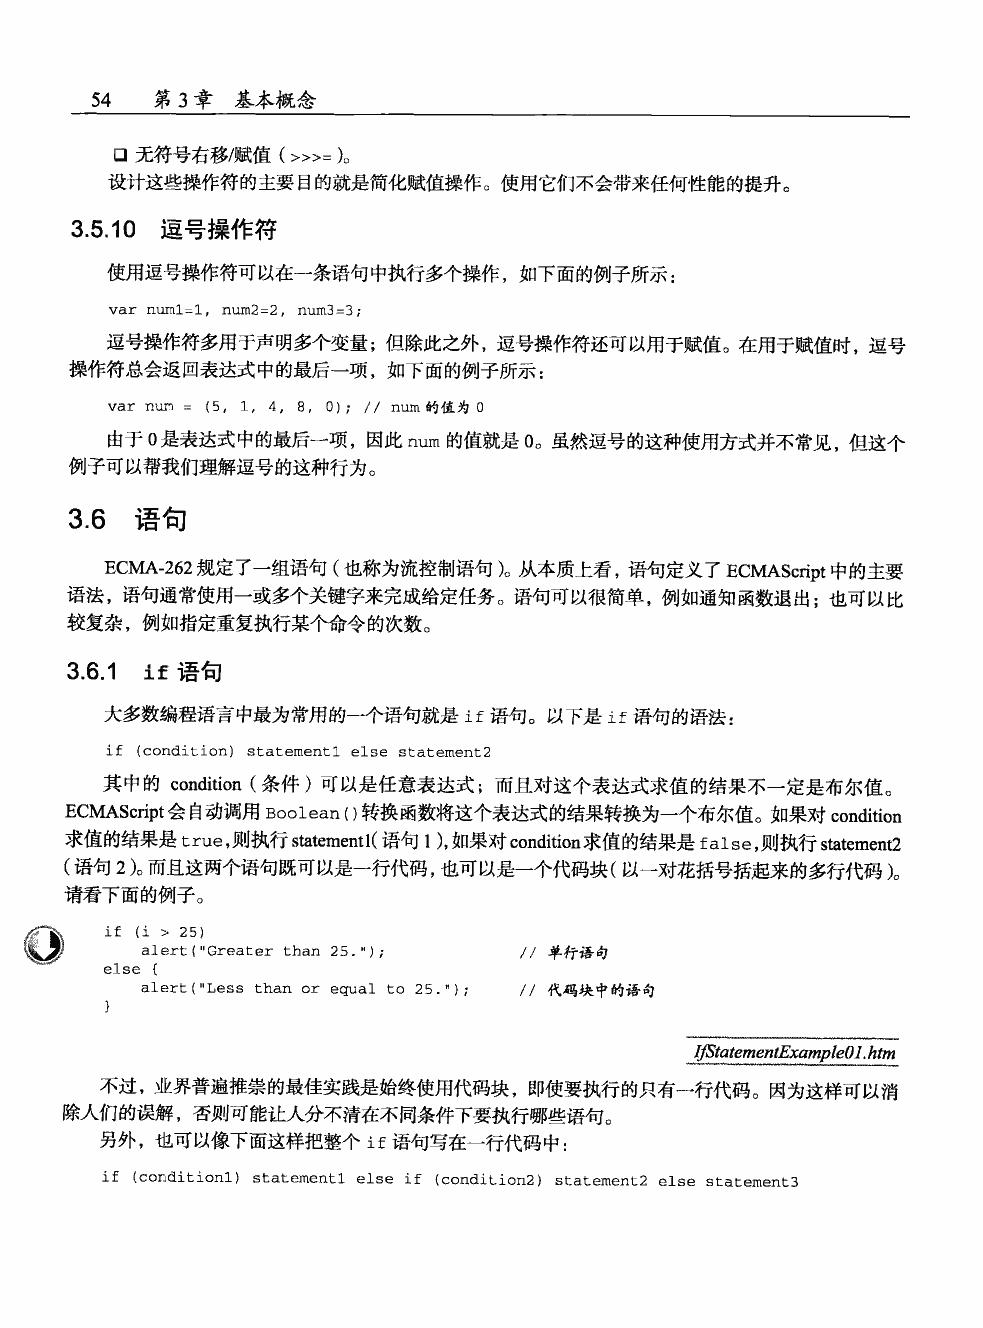 54 第 3 章 基本概念
❑ 无符号右移/赋值（>>>=）。
设计这些操作符的主要目的就是简化赋值操作。使用它们不会带来任何性能的提升。
3.5.10 逗号操作符
使用逗号操作符可以在一条语句中执行多个操作，如下面的例子所示：
var num1=1, num2=2, num3=3;
逗号操作符多用于声明多个变量；但除此之外，逗号操作符还可以用于赋值。在用于赋值时，逗号
操作符总会返回表达式中的最后一项，如下面的例子所示：
var num = (5, 1, 4, 8, 0); // num 的值为 0
由于 0 是表达式中的最后一项，因此 num 的值就是 0。虽然逗号的这种使用方式并不常见，但这个
例子可以帮我们理解逗号的这种行为。
3.6 语句
ECMA-262 规定了一组语句（也称为流控制语句）。从本质上看，语句定义了 ECMAScript 中的主要
语法，语句通常使用一或多个关键字来完成给定任务。语句可以很简单，例如通知函数退出；也可以比
较复杂，例如指定重复执行某个命令的次数。
3.6.1 if 语句
大多数编程语言中最为常用的一个语句就是 if 语句。以下是 if 语句的语法：
if (condition) statement1 else statement2
其中的 condition（条件）可以是任意表达式；而且对这个表达式求值的结果不一定是布尔值。
ECMAScript 会自动调用 Boolean()转换函数将这个表达式的结果转换为一个布尔值。如果对 condition
求值的结果是 true，则执行 statement1（语句 1），如果对 condition 求值的结果是 false，则执行 statement2
（语句 2）。而且这两个语句既可以是一行代码，也可以是一个代码块（以一对花括号括起来的多行代码）。
请看下面的例子。
if (i > 25)
alert("Greater than 25."); // 单行语句
else {
alert("Less than or equal to 25."); // 代码块中的语句
}
IfStatementExample01.htm
不过，业界普遍推崇的最佳实践是始终使用代码块，即使要执行的只有一行代码。因为这样可以消
除人们的误解，否则可能让人分不清在不同条件下要执行哪些语句。
另外，也可以像下面这样把整个 if 语句写在一行代码中：
if (condition1) statement1 else if (condition2) statement2 else statement3